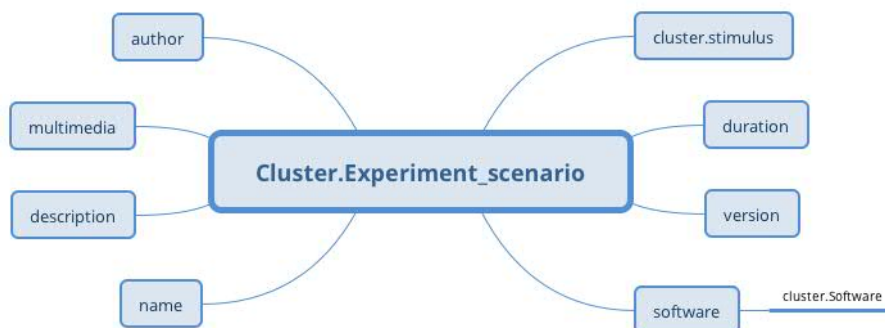 author
cluster.stimulus
multimedia
duration
Cluster.Experiment_scenario
description
version
name
software
cluster.Software